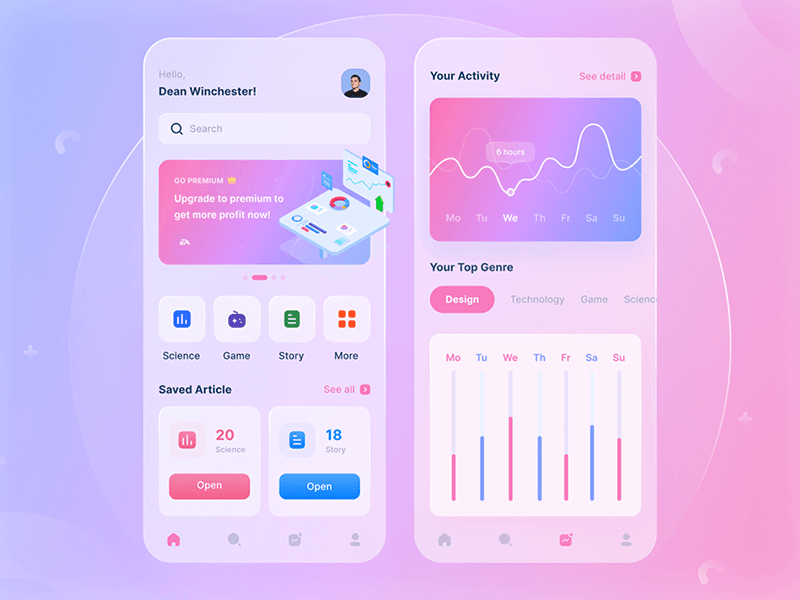 Hello,
Dean Winchester!
Search
GO PREMIUM
Upgrade to premium to
get more profit now!
EA
Science
Game
Story
More
Saved Article
See all
20
Science
18
Story
Open
Open
Your Activity
See detail
6 hours
Mo Tu We Th Fr Sa Su
Your Top Genre
Design Technology Game Science
Mo Tu We Th Fr Sa Su